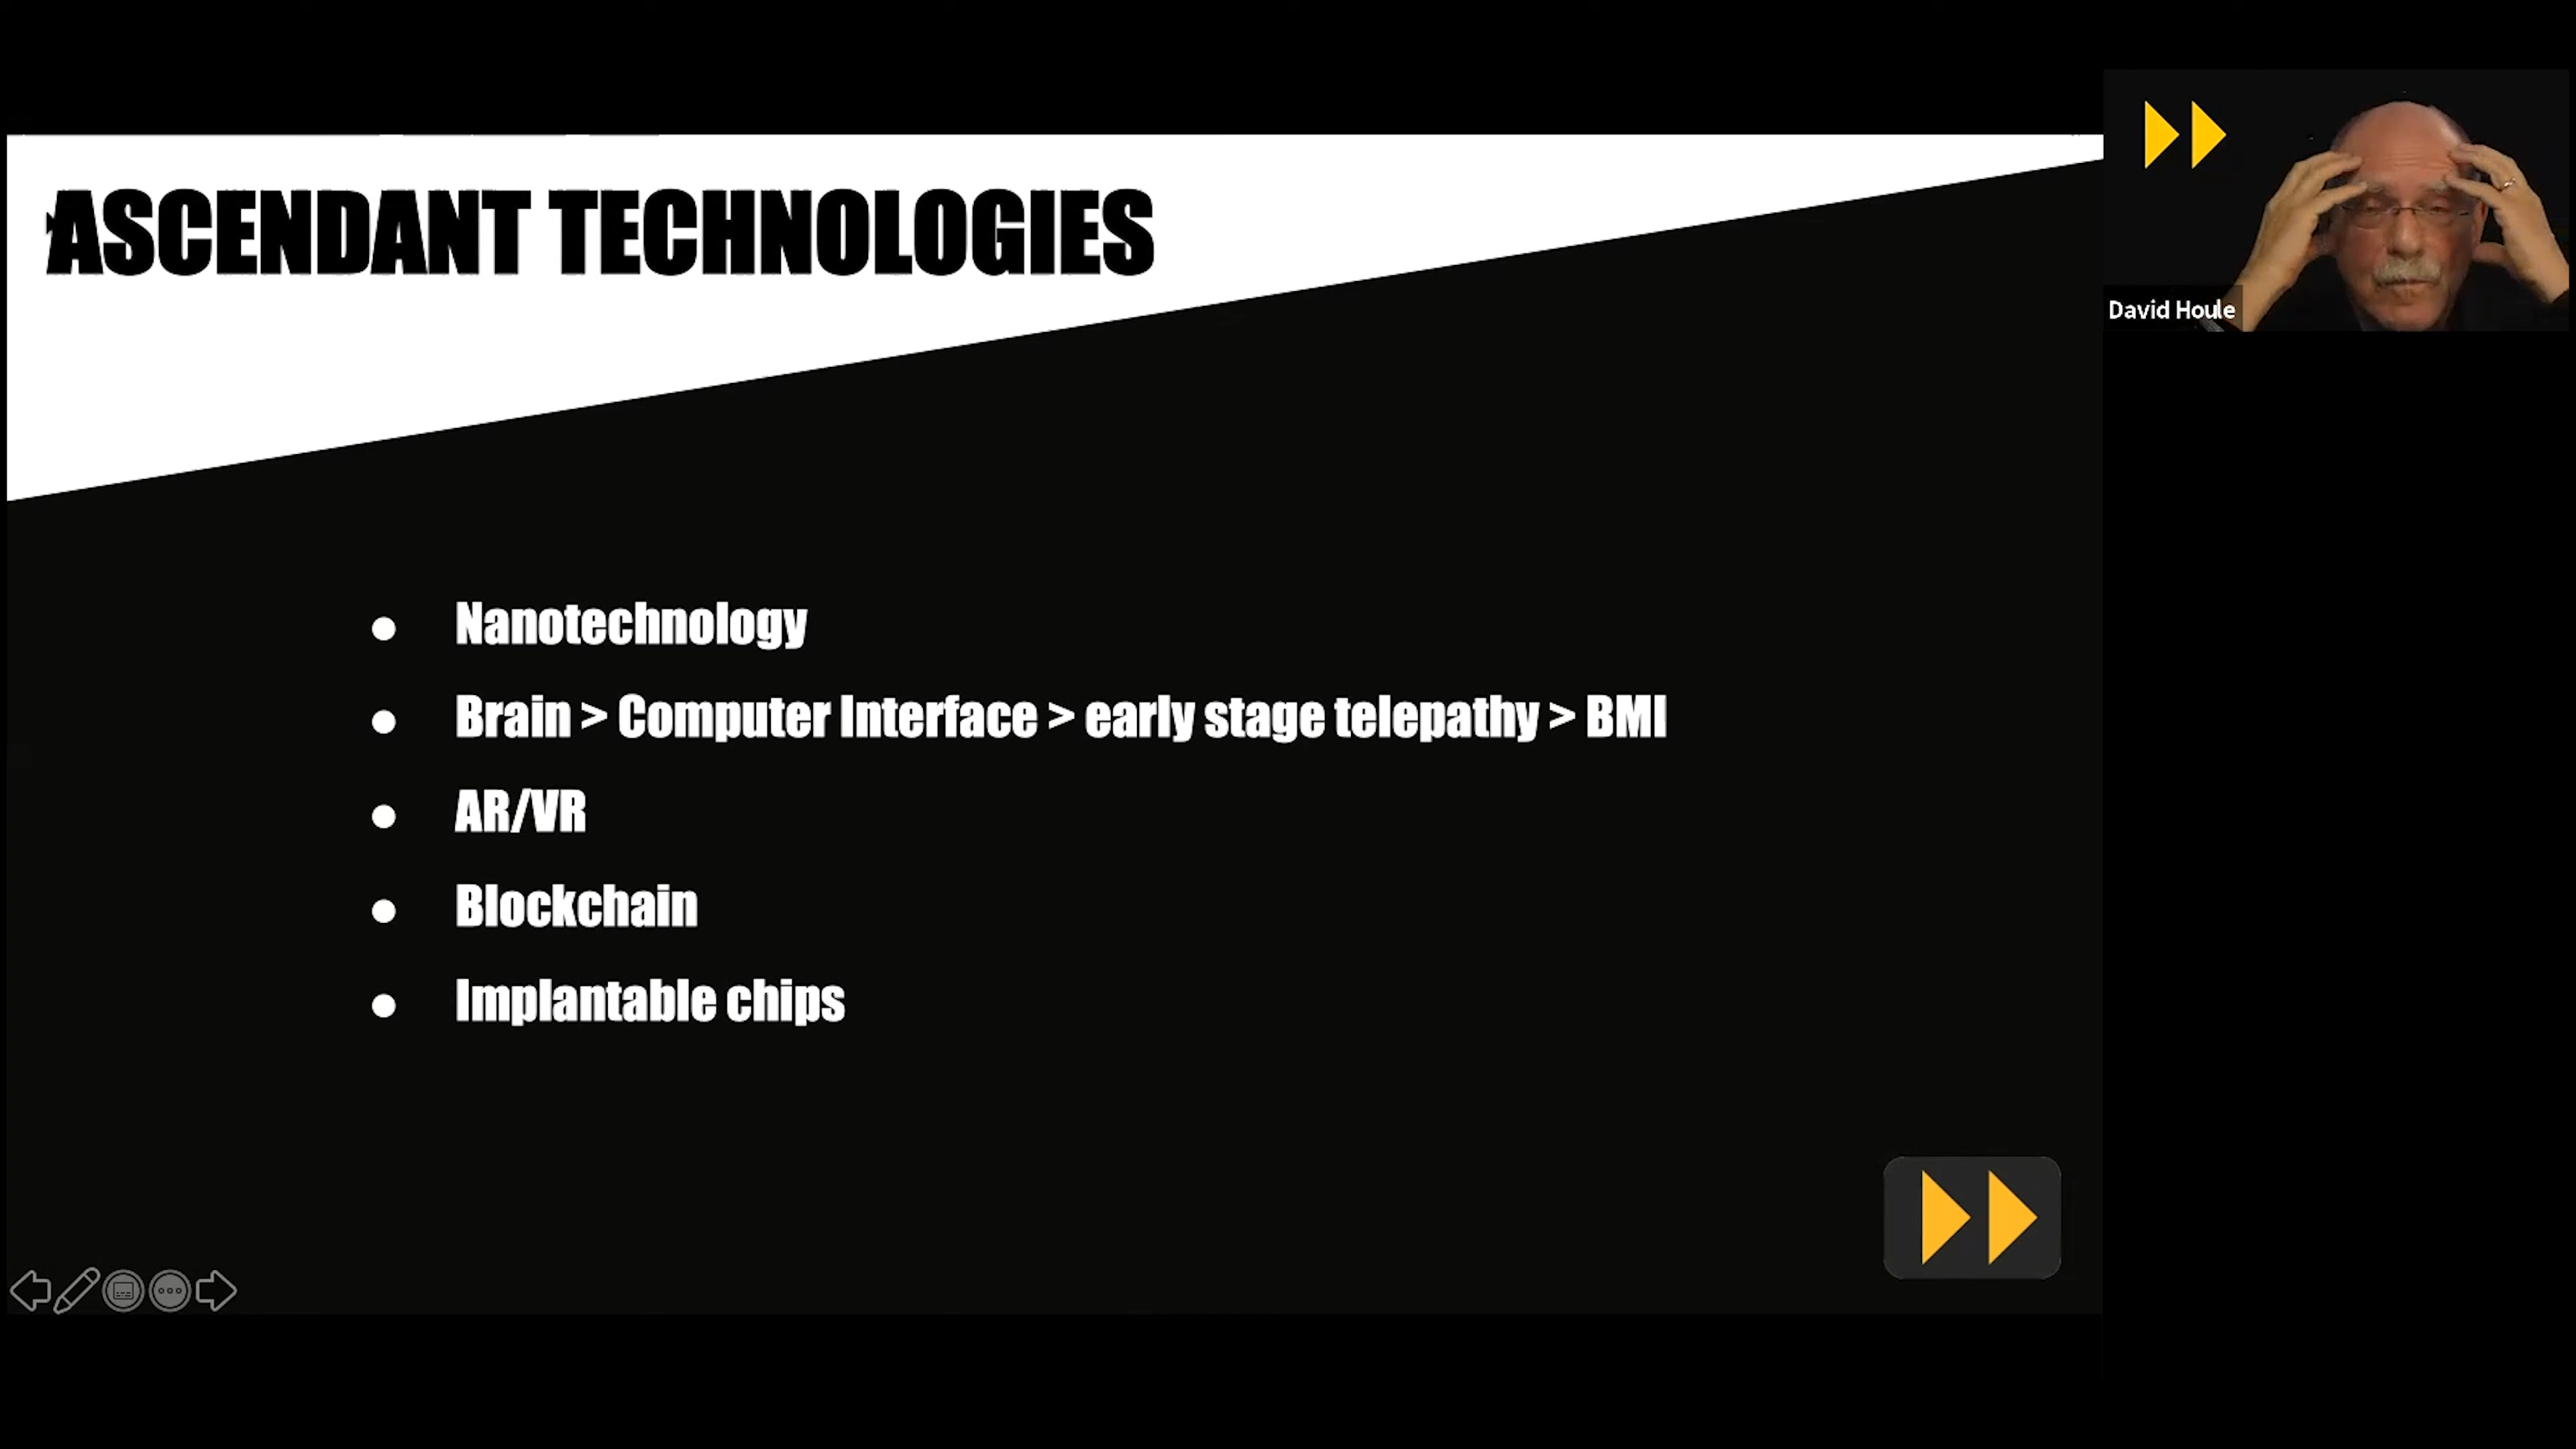 ASCENDANT TECHNOLOGIES
David Houle
Nanotechnology
Brain > Computer Interface > early stage telepathy > BMI
AR/VR
Blockchain
Implantable chips